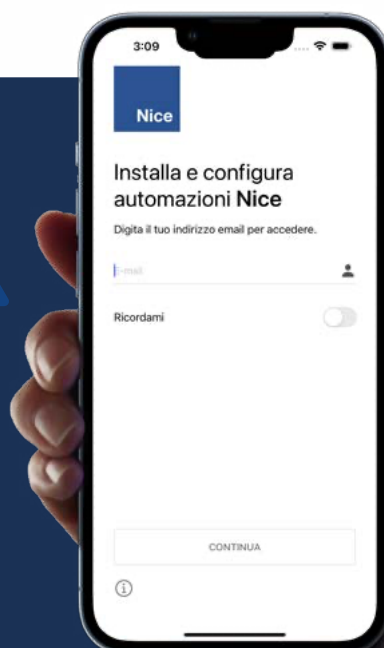 3:09
Nice
Installa e configura
automazioni Nice
Digita il tuo indirizzo email per accedere.
E-mail
Ricordami
CONTINUA